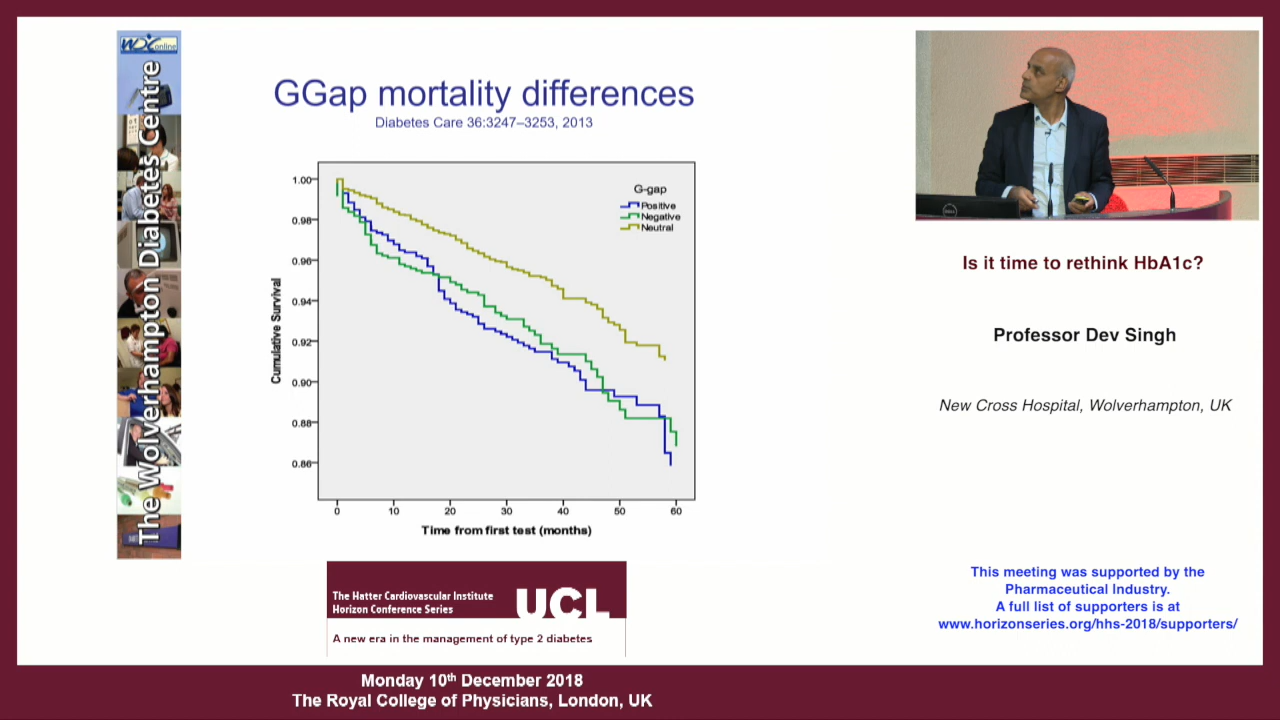 WDC online
The Wolverhampton Diabetes Centre
GGap mortality differences
Diabetes Care 36:3247–3253, 2013
G-gap
Positive
Negative
Neutral
1.00
0.98
0.96
0.94
0.92
0.90
0.88
0.86
Cumulative Survival
0 10 20 30 40 50 60
Time from first test (months)
The Hatter Cardiovascular Institute
Horizon Conference Series
UCL
A new era in the management of type 2 diabetes
DELL
Is it time to rethink HbA1c?
Professor Dev Singh
New Cross Hospital, Wolverhampton, UK
This meeting was supported by the
Pharmaceutical Industry.
A full list of supporters is at
www.horizonseries.org/hhs-2018/supporters/
Monday 10th December 2018
The Royal College of Physicians, London, UK